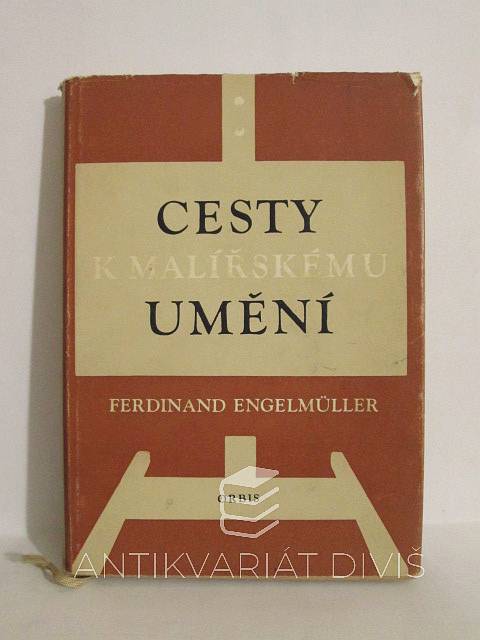 CESTY
K MALÍŘSKÉMU
UMĚNÍ
FERDINAND ENGELMÜLLER
ORBIS
ANTIKVARIÁT DIVIŠ